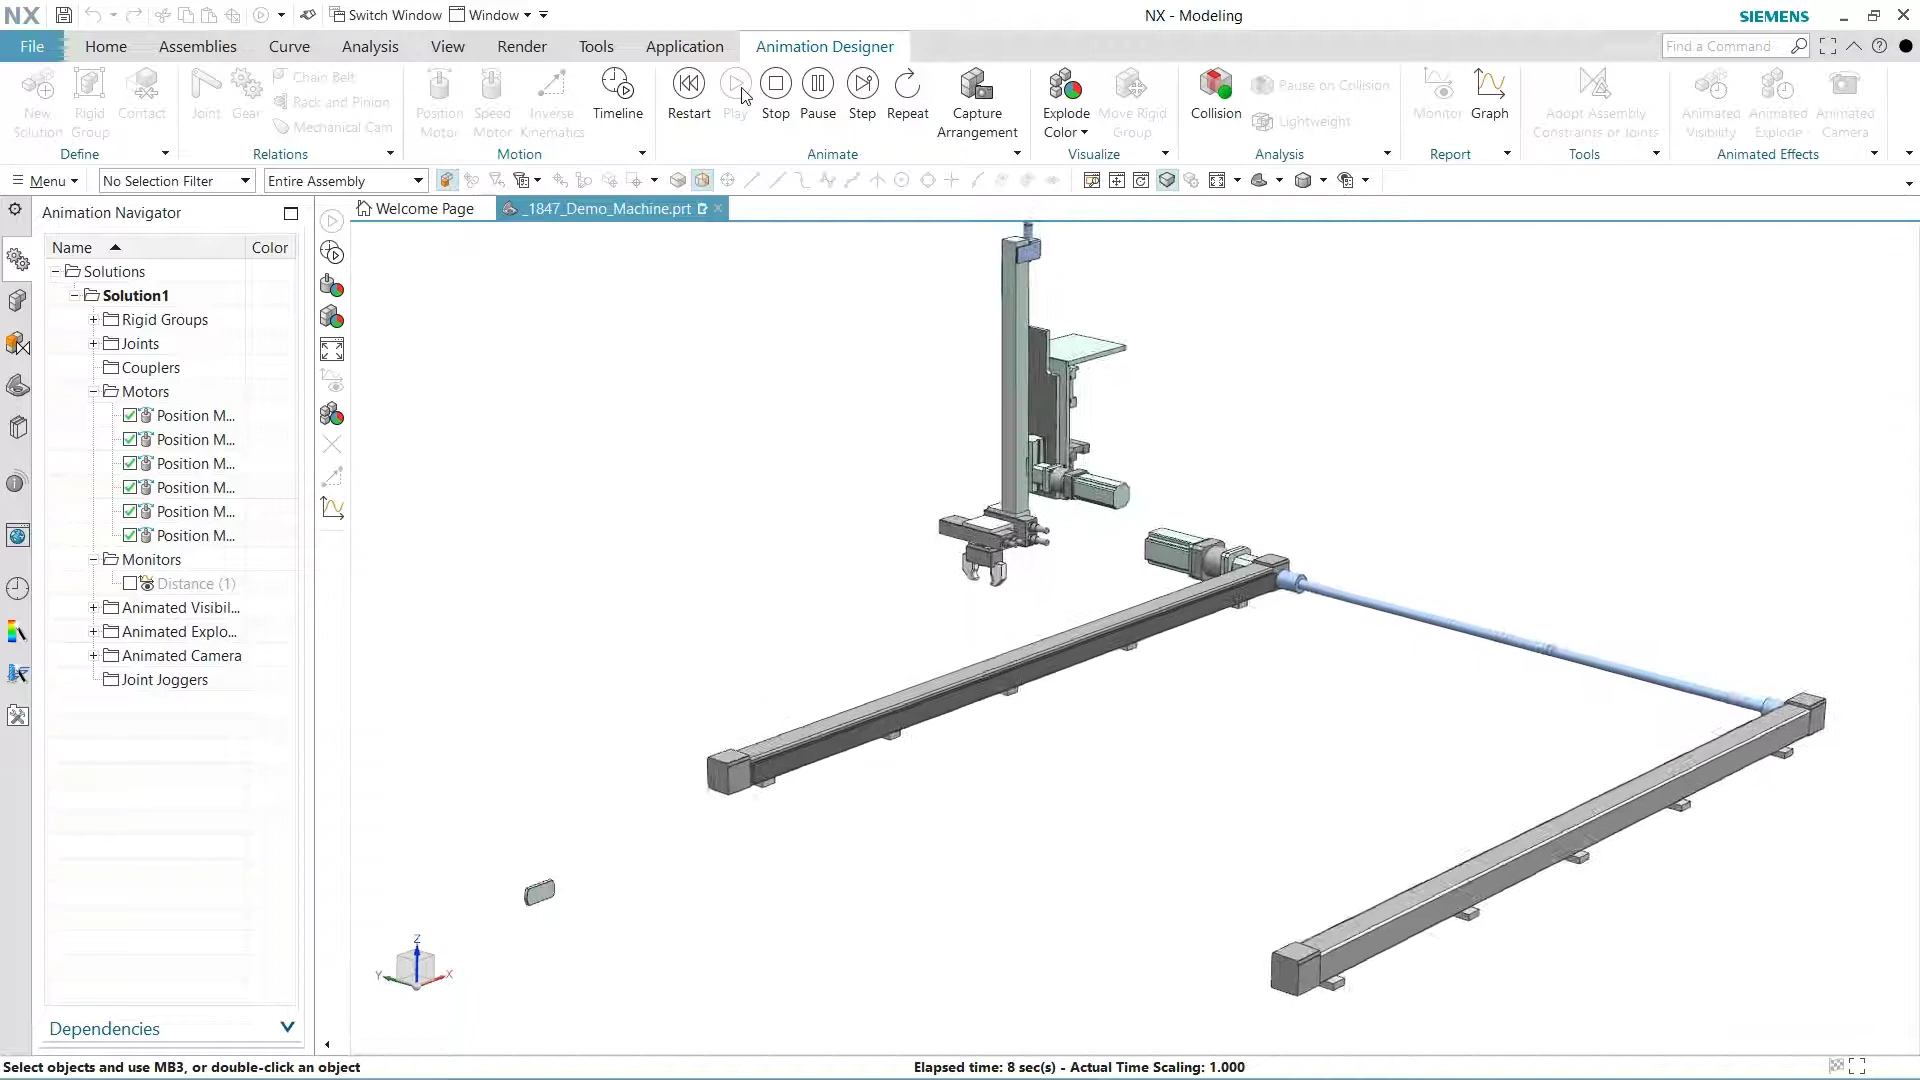 NX
Switch Window
Window
NX - Modeling
SIEMENS
File
Home
Assemblies
Curve
Analysis
View
Render
Tools
Application
Animation Designer
Find a Command
New Solution
Rigid Group
Contact
Define
Joint
Gear
Chain Belt
Rack and Pinion
Mechanical Cam
Relations
Position Motor
Speed Motor
Inverse Kinematics
Timeline
Motion
Restart
Play
Stop
Pause
Step
Repeat
Capture Arrangement
Animate
Explode Color
Move Rigid Group
Visualize
Collision
Pause on Collision
Lightweight
Analysis
Monitor
Graph
Report
Adopt Assembly Constraints or Joints
Tools
Animated Visibility
Animated Explode
Animated Camera
Animated Effects
Menu
No Selection Filter
Entire Assembly
Animation Navigator
Welcome Page
_1847_Demo_Machine.prt
Name
Color
Solutions
Solution1
Rigid Groups
Joints
Couplers
Motors
Position M...
Position M...
Position M...
Position M...
Position M...
Position M...
Monitors
Distance (1)
Animated Visibil...
Animated Explo...
Animated Camera
Joint Joggers
Z
Y
X
Dependencies
Select objects and use MB3, or double-click an object
Elapsed time: 8 sec(s) - Actual Time Scaling: 1.000